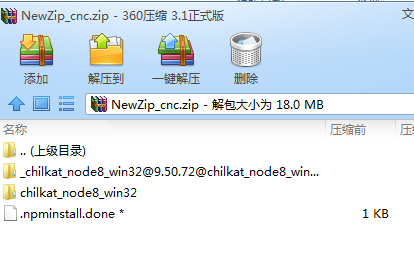 NewZip_cnc.zip - 360压缩 3.1正式版
文
添加
解压到
一键解压
删除
NewZip_cnc.zip - 解包大小为 18.0 MB
名称
压缩前
压缩
.. (上级目录)
_chilkat_node8_win32@9.50.72@chilkat_node8_win...
chilkat_node8_win32
.npminstall.done *
1 KB